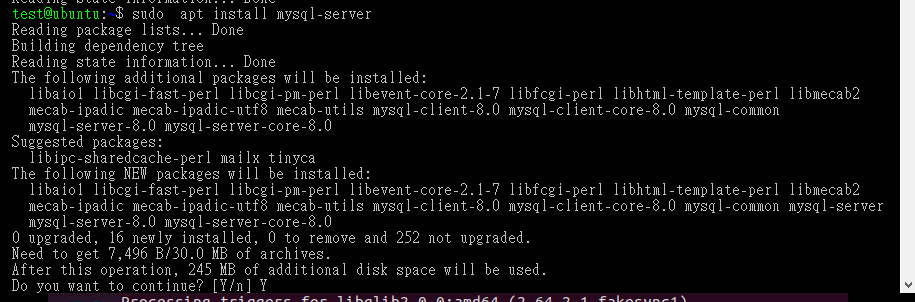 Reading state information... Done
test@ubuntu:~$ sudo  apt install mysql-server
Reading package lists... Done
Building dependency tree
Reading state information... Done
The following additional packages will be installed:
  libaio1 libcgi-fast-perl libcgi-pm-perl libevent-core-2.1-7 libfcgi-perl libhtml-template-perl libmecab2
  mecab-ipadic mecab-ipadic-utf8 mecab-utils mysql-client-8.0 mysql-client-core-8.0 mysql-common
  mysql-server-8.0 mysql-server-core-8.0
Suggested packages:
  libipc-sharedcache-perl mailx tinyca
The following NEW packages will be installed:
  libaio1 libcgi-fast-perl libcgi-pm-perl libevent-core-2.1-7 libfcgi-perl libhtml-template-perl libmecab2
  mecab-ipadic mecab-ipadic-utf8 mecab-utils mysql-client-8.0 mysql-client-core-8.0 mysql-common mysql-server
  mysql-server-8.0 mysql-server-core-8.0
0 upgraded, 16 newly installed, 0 to remove and 252 not upgraded.
Need to get 7,496 B/30.0 MB of archives.
After this operation, 245 MB of additional disk space will be used.
Do you want to continue? [Y/n] Y
Processing triggers for libglib2.0-0:amd64 (2.64.2-1~fakesync1)